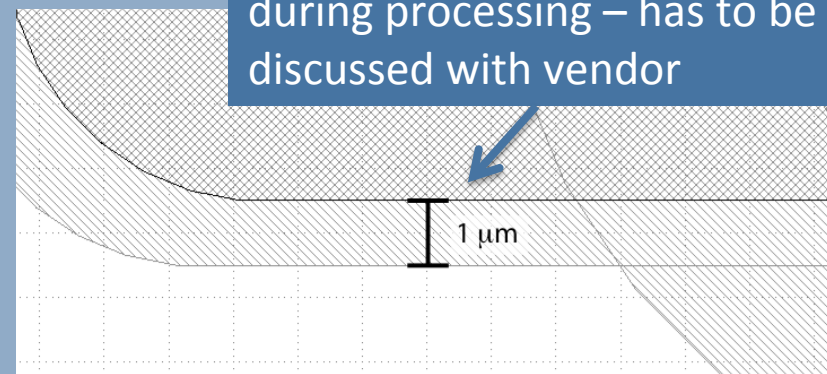 during processing – has to be
discussed with vendor
1 μm